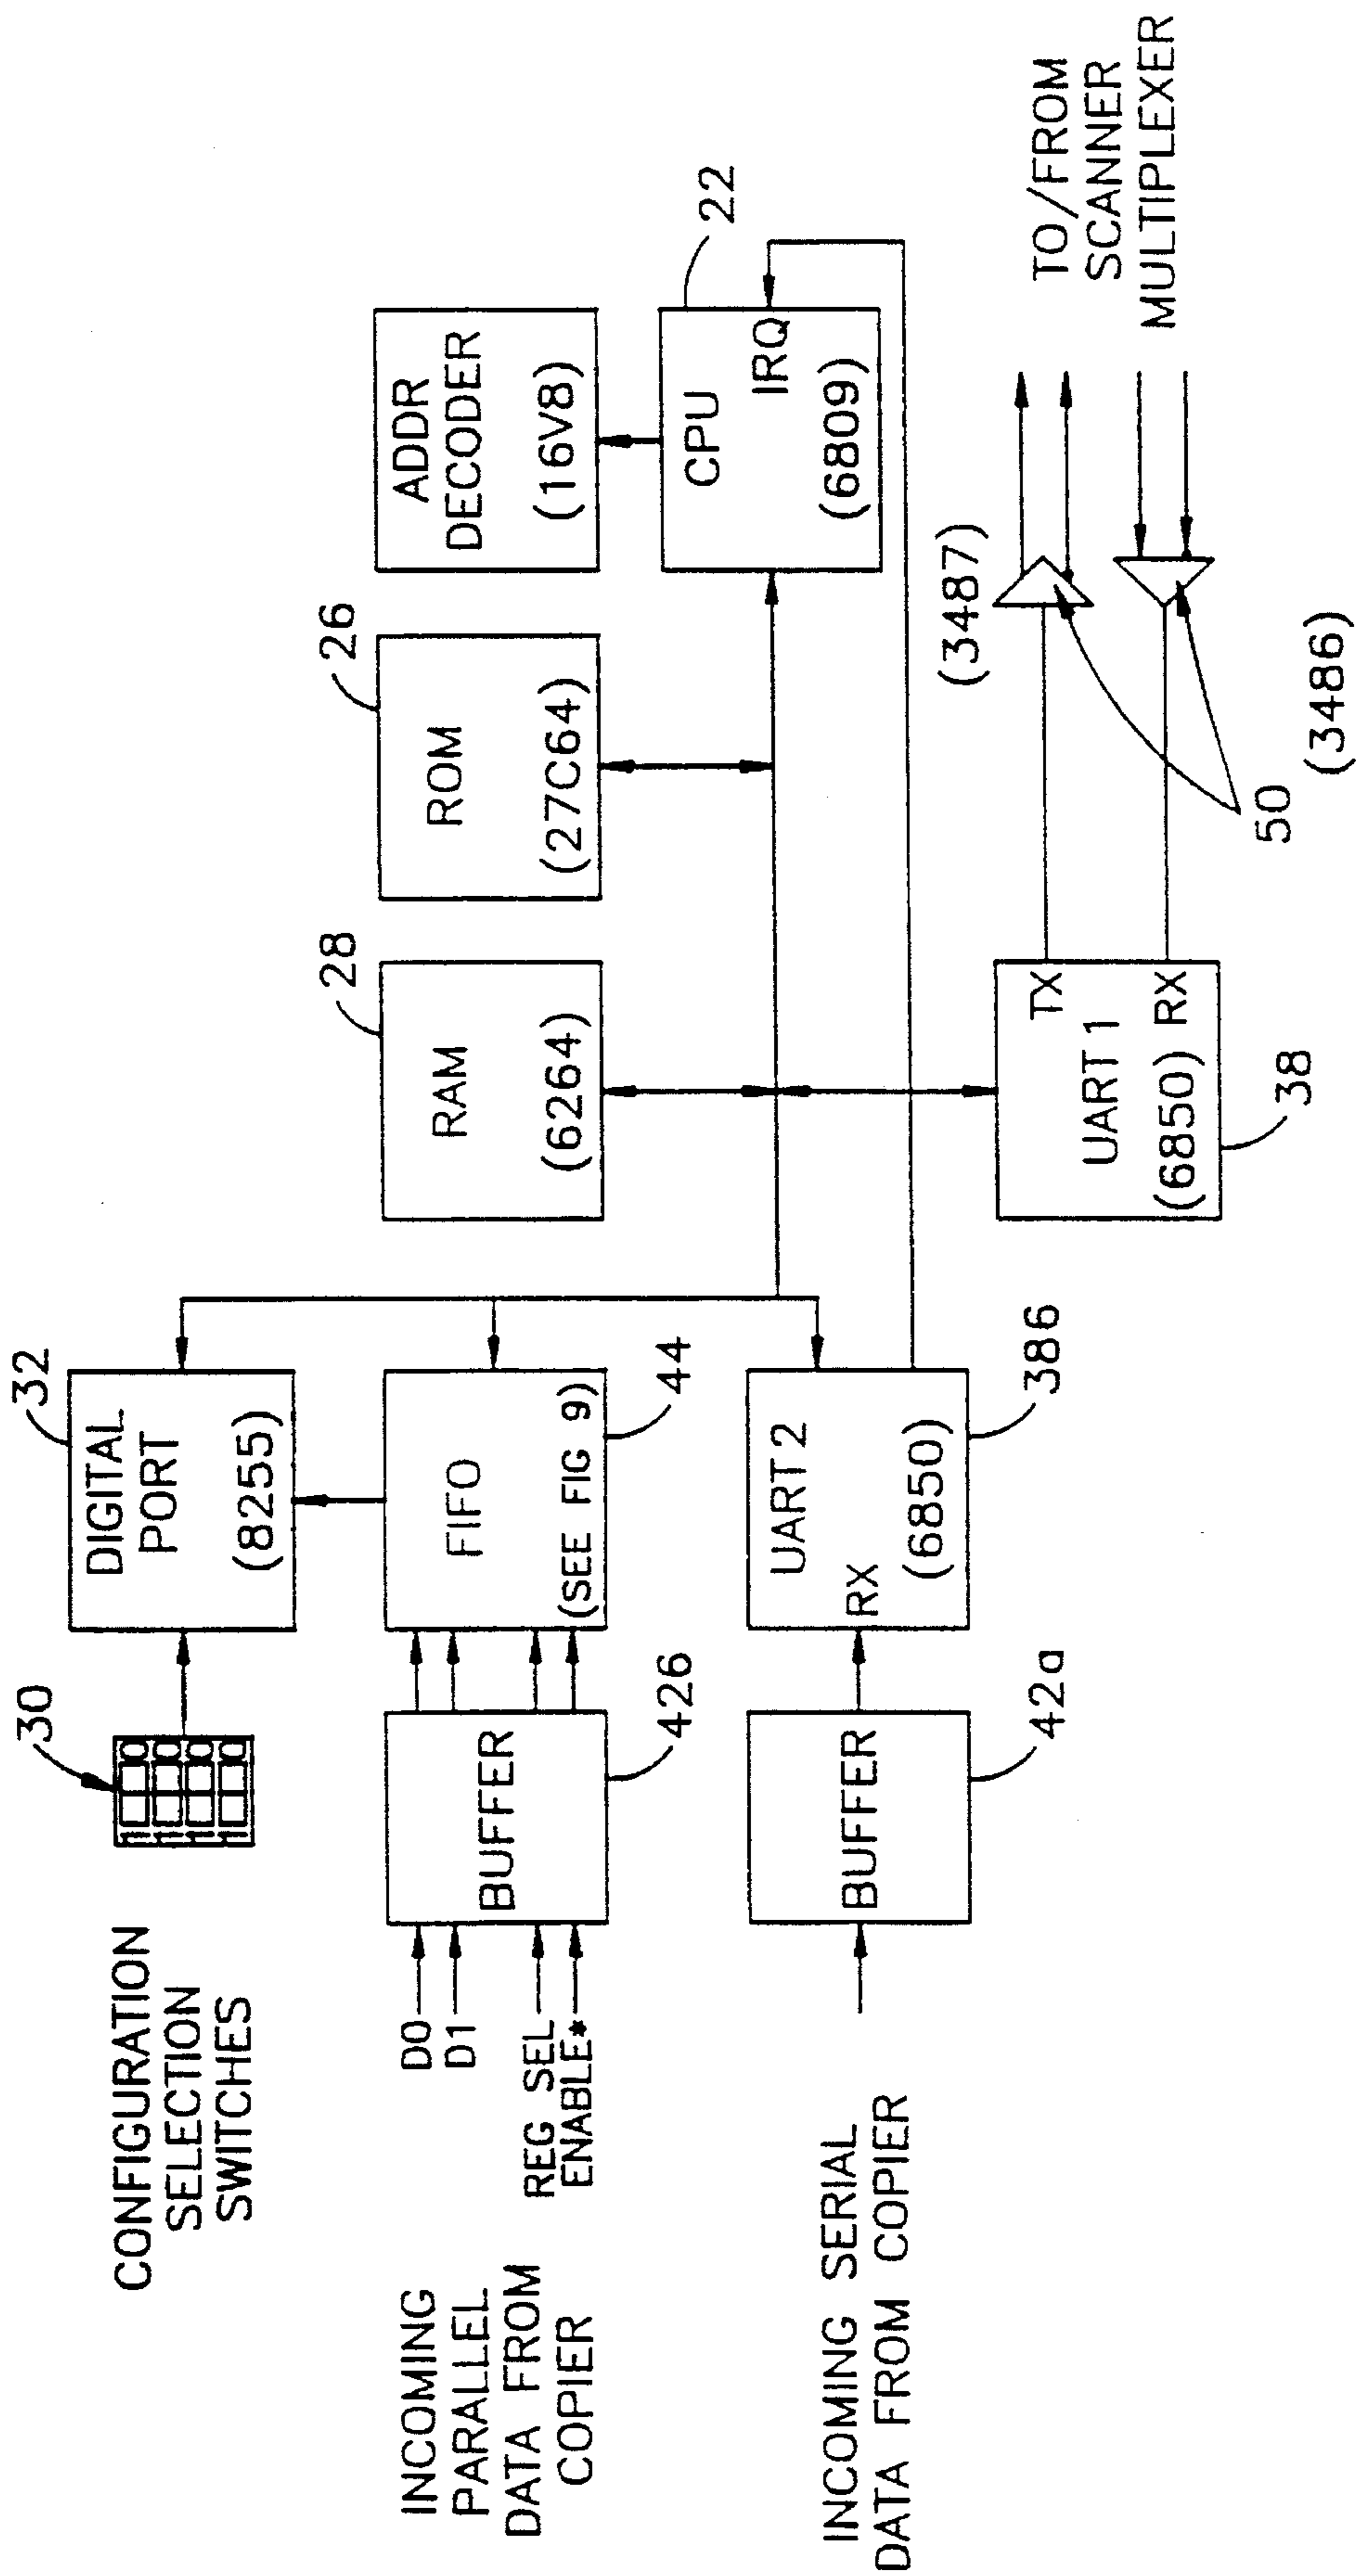 CONFIGURATION
SELECTION
SWITCHES
30
DIGITAL
PORT
(8255)
32
INCOMING
PARALLEL
DATA FROM
COPIER
D0
D1
REG SEL
ENABLE*
BUFFER
426
FIFO
(SEE FIG 9)
44
INCOMING SERIAL
DATA FROM COPIER
BUFFER
42a
UART 2
RX
(6850)
386
RAM
(6264)
28
ROM
(27C64)
26
ADDR
DECODER
(16V8)
CPU
IRQ
(6809)
22
UART 1
TX
(6850) RX
38
(3487)
50
(3486)
TO/FROM
SCANNER
MULTIPLEXER